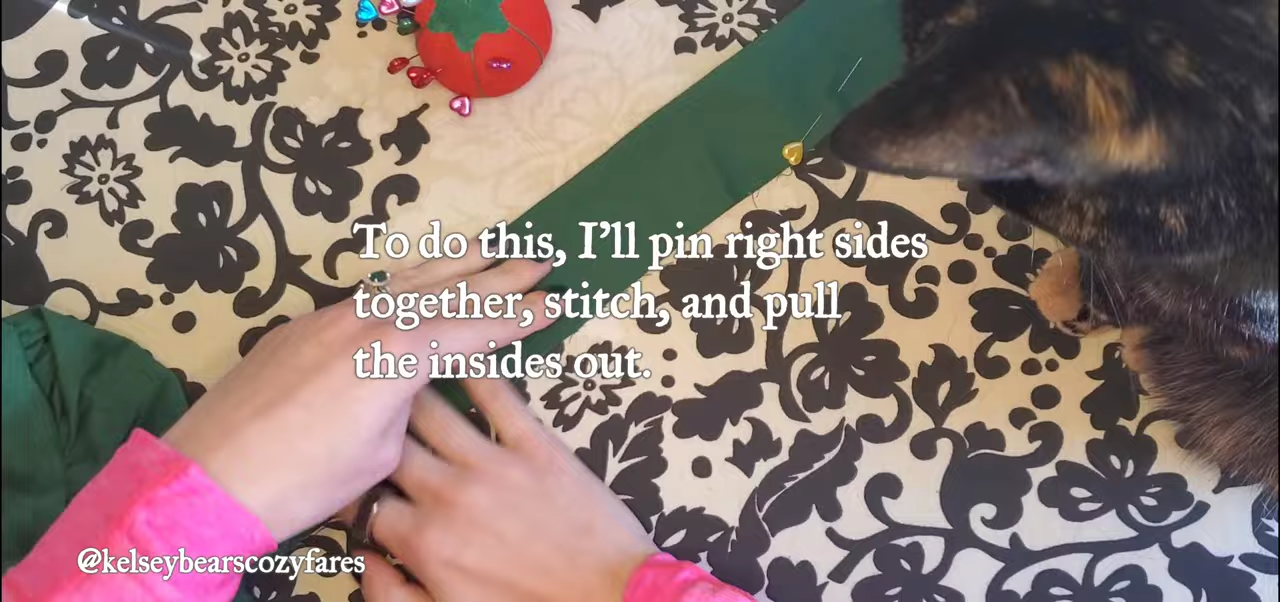 To do this, I'll pin right sides
together, stitch, and pull
the insides out.
@kelseybearscozyfares